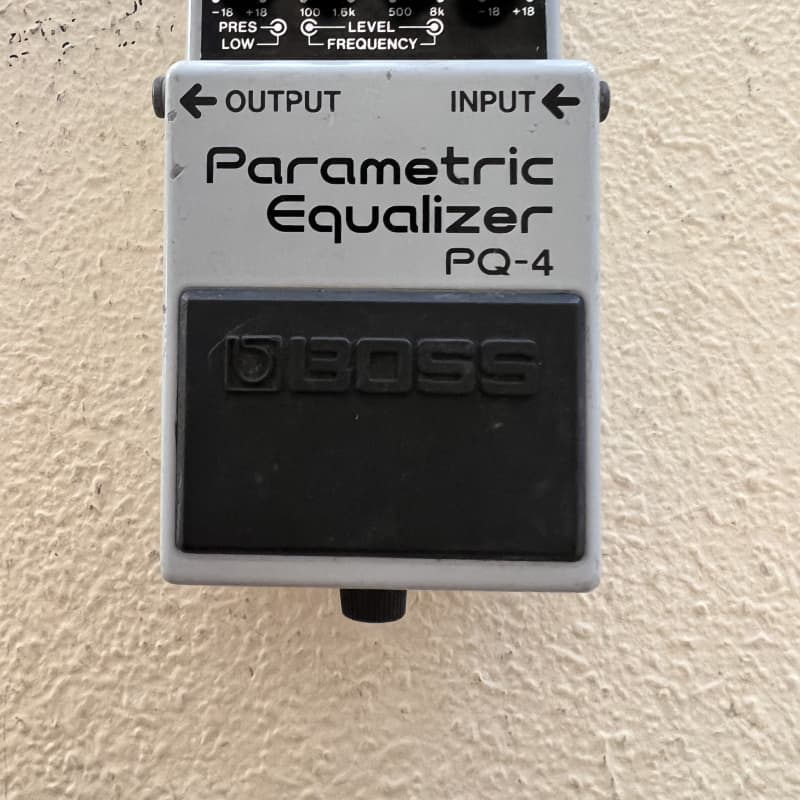 -18 +18 100 1.6k 500 8k -18 +18
PRES LEVEL
LOW FREQUENCY
OUTPUT INPUT
Parametric
Equalizer
PQ-4
BOSS